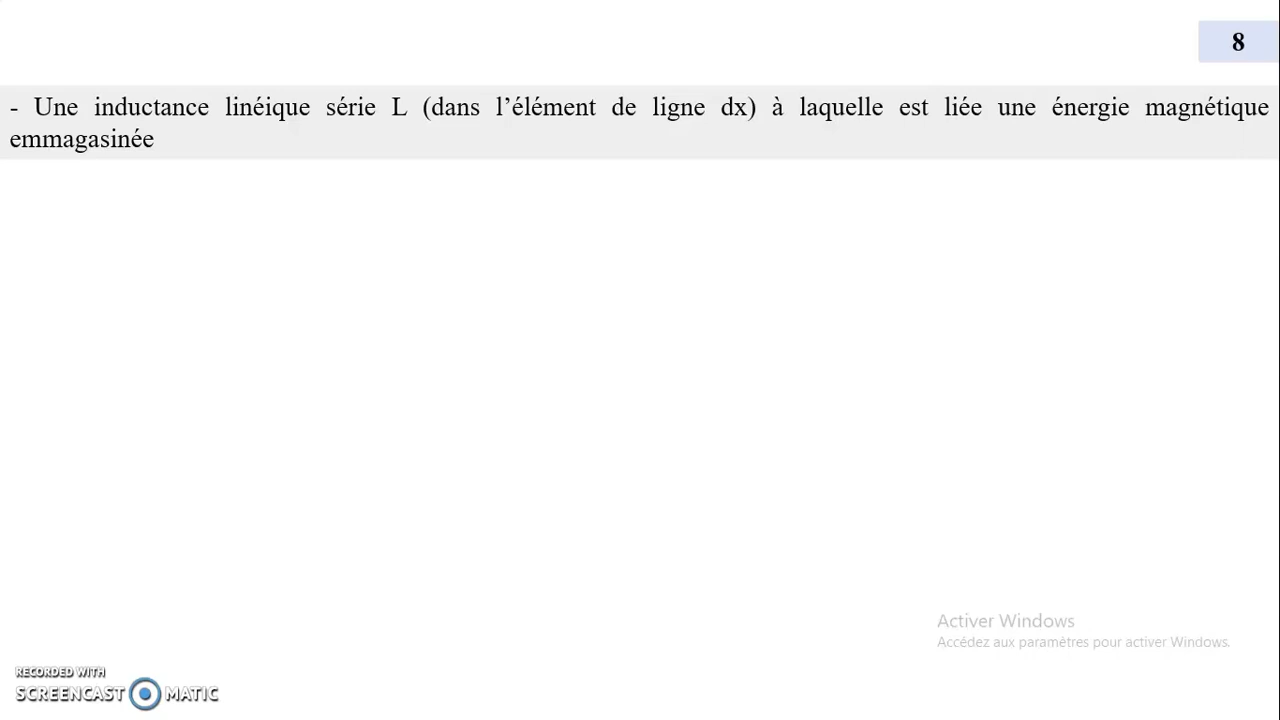 8
- Une inductance linéique série L (dans l’élément de ligne dx) à laquelle est liée une énergie magnétique
emmagasinée
Activer Windows
Accédez aux paramètres pour activer Windows.
RECORDED WITH
SCREENCAST MATIC